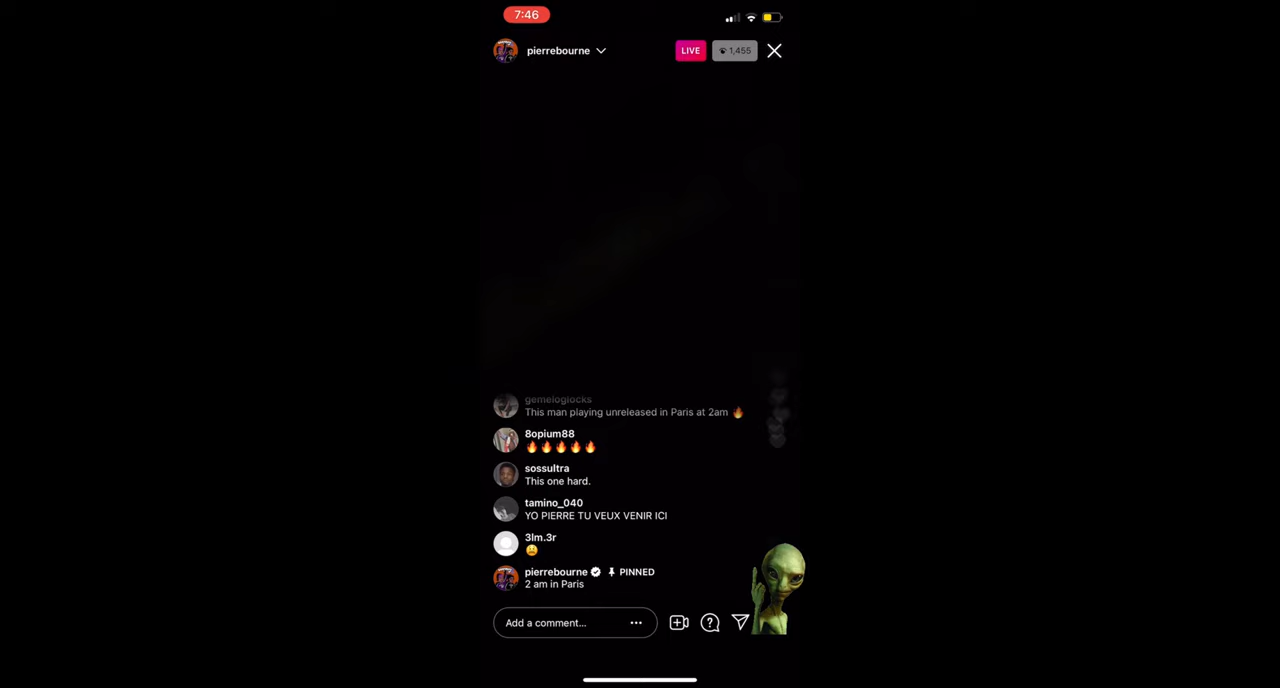 7:46
pierrebourne
LIVE
1,455
gemeloglocks
This man playing unreleased in Paris at 2am 🔥
8opium88
🔥🔥🔥🔥🔥
sossultra
This one hard.
tamino_040
YO PIERRE TU VEUX VENIR ICI
3lm.3r
😩
pierrebourne PINNED
2 am in Paris
Add a comment...